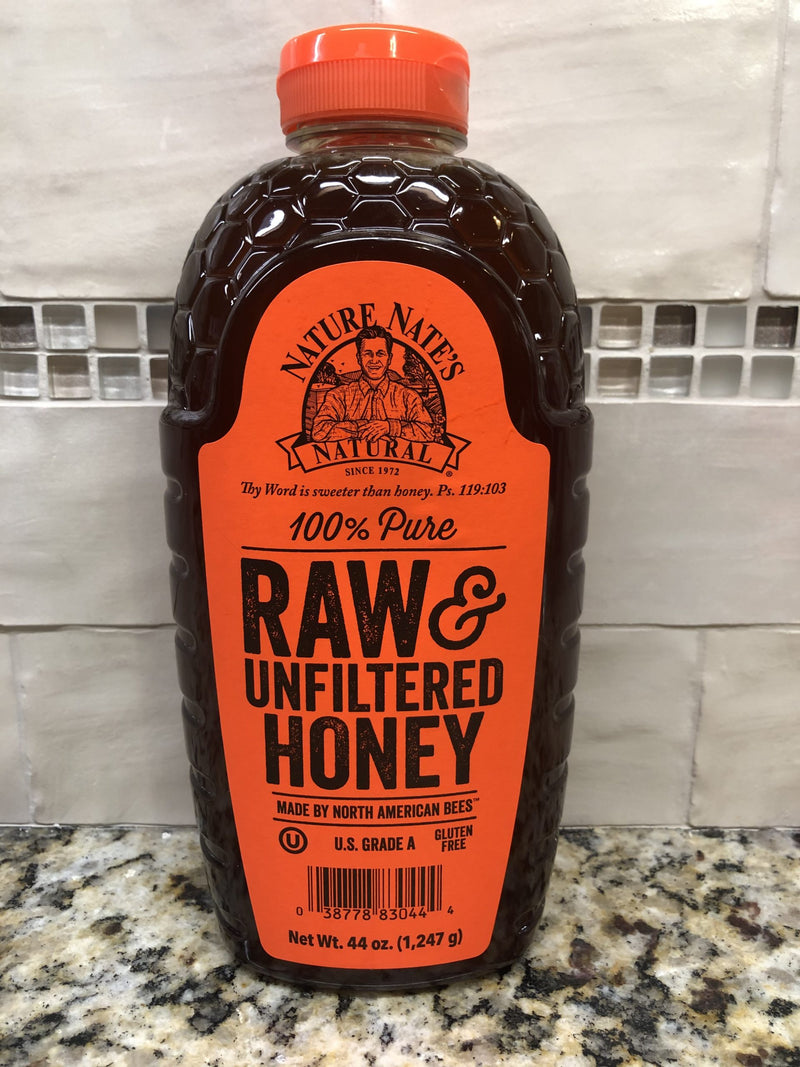 NATURE NATE'S
NATURAL
SINCE 1972
®
Thy Word is sweeter than honey. Ps. 119:103
100% Pure
RAW &
UNFILTERED
HONEY
MADE BY NORTH AMERICAN BEES™
U U.S. GRADE A GLUTEN
FREE
0 38778 83044 4
Net Wt. 44 oz. (1,247 g)